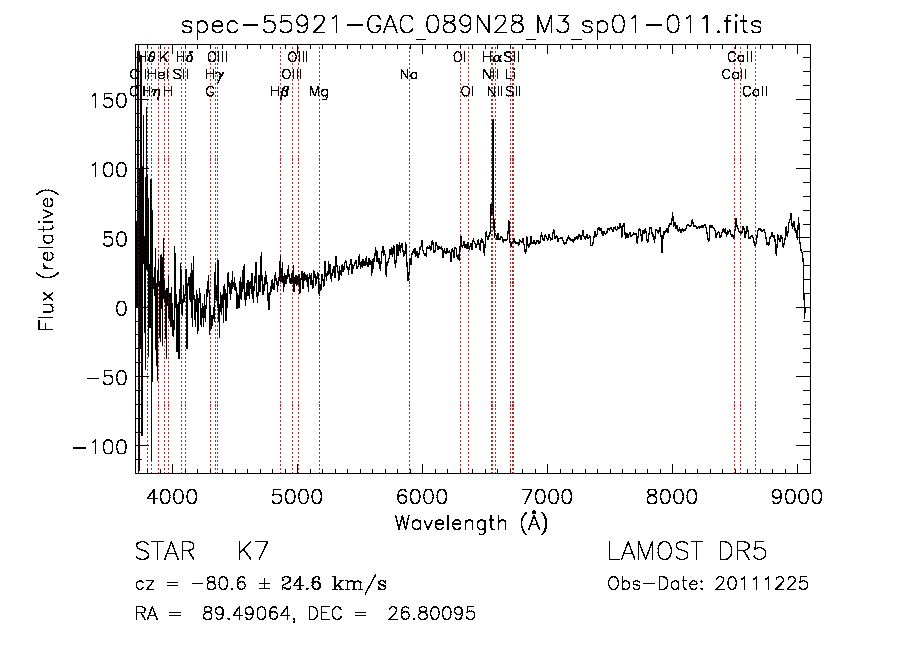 spec-55921-GAC_089N28_M3_sp01-011.fits
Hθ K Hδ OIII OIII OI Hα SII CaII
HeI SII Hγ OIII Na NII Li CaII
Hη H G Hβ Mg OI NII SII CaII
150
100
50
0
-50
-100
Flux (relative)
4000 5000 6000 7000 8000 9000
Wavelength (Å)
STAR K7 LAMOST DR5
cz = -80.6 ± 24.6 km/s Obs-Date: 20111225
RA = 89.49064, DEC = 26.80095